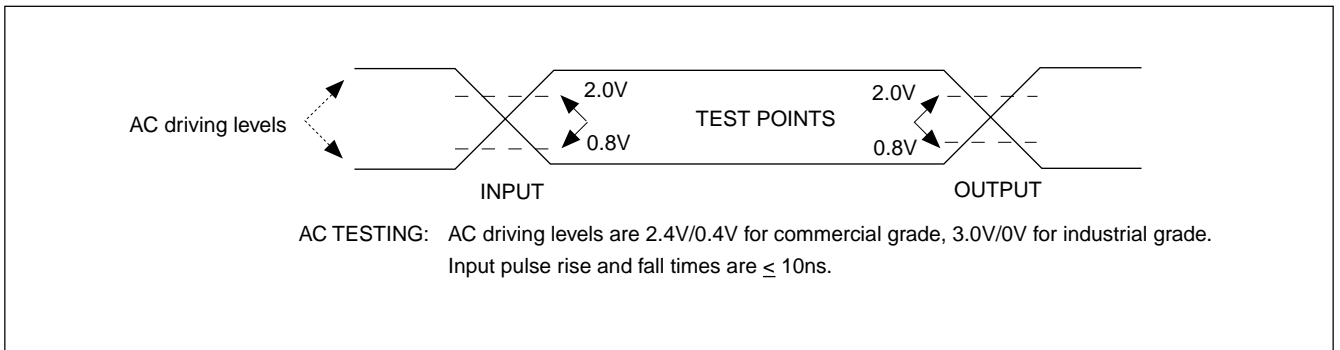 2.0V
2.0V
AC driving levels
TEST POINTS
0.8V
0.8V
INPUT
OUTPUT
AC TESTING: AC driving levels are 2.4V/0.4V for commercial grade, 3.0V/0V for industrial grade.
Input pulse rise and fall times are ≤ 10ns.